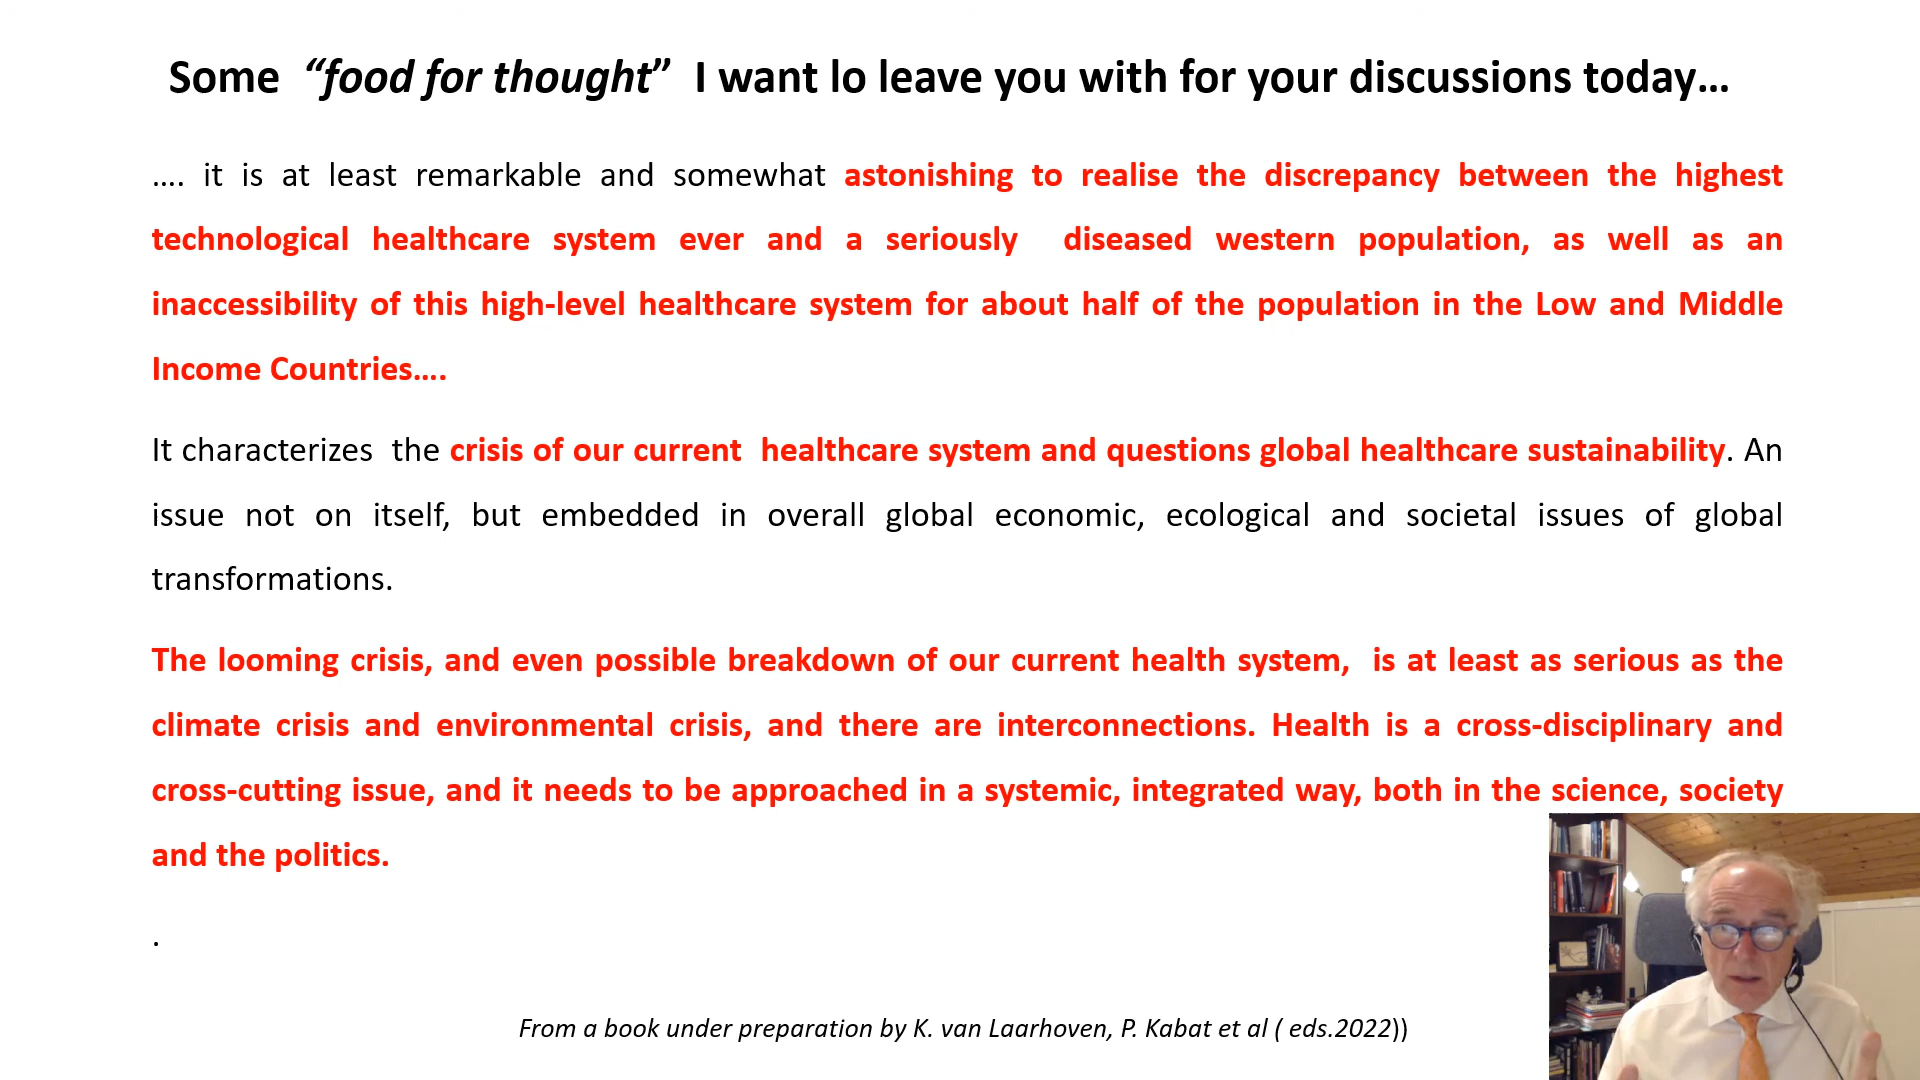 Some “food for thought” I want lo leave you with for your discussions today…
…. it is at least remarkable and somewhat astonishing to realise the discrepancy between the highest
technological healthcare system ever and a seriously diseased western population, as well as an
inaccessibility of this high-level healthcare system for about half of the population in the Low and Middle
Income Countries….
It characterizes the crisis of our current healthcare system and questions global healthcare sustainability. An
issue not on itself, but embedded in overall global economic, ecological and societal issues of global
transformations.
The looming crisis, and even possible breakdown of our current health system, is at least as serious as the
climate crisis and environmental crisis, and there are interconnections. Health is a cross-disciplinary and
cross-cutting issue, and it needs to be approached in a systemic, integrated way, both in the science, society
and the politics.
.
From a book under preparation by K. van Laarhoven, P. Kabat et al ( eds.2022))